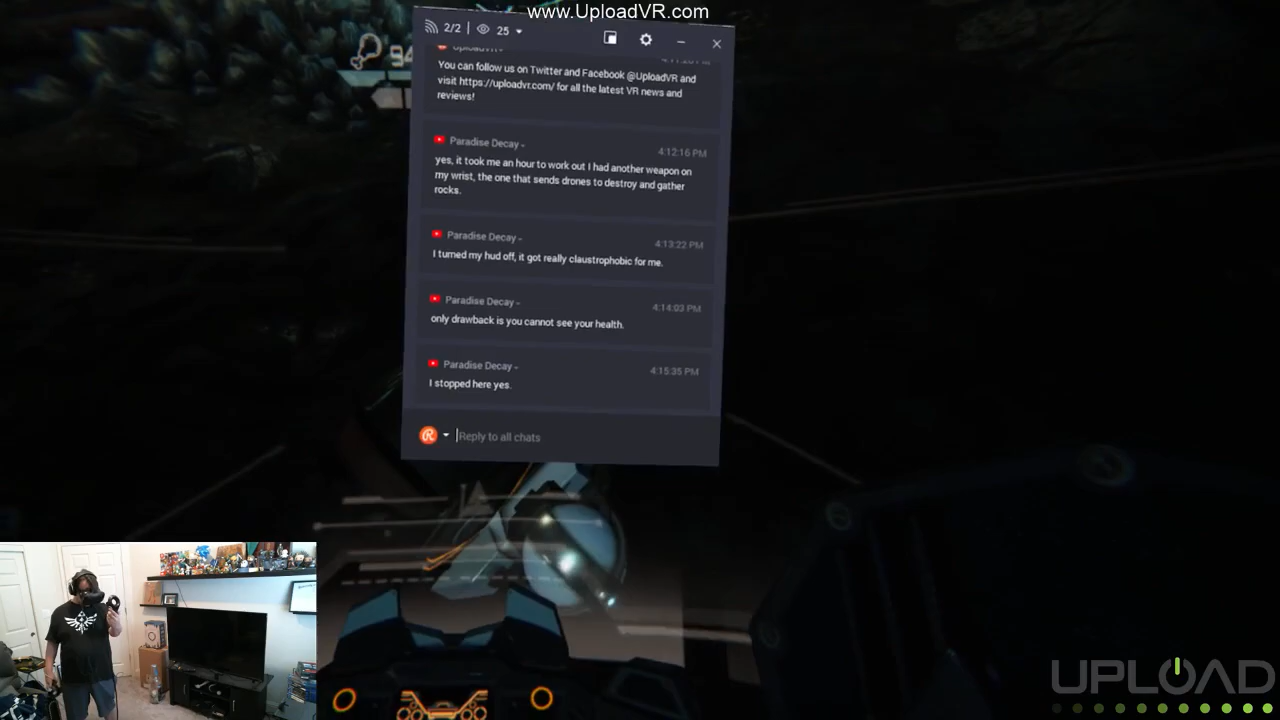 www.UploadVR.com
2/2 25
94
UploadVR
You can follow us on Twitter and Facebook @UploadVR and
visit https://uploadvr.com/ for all the latest VR news and
reviews!
Paradise Decay 4:12:16 PM
yes, it took me an hour to work out I had another weapon on
my wrist, the one that sends drones to destroy and gather
rocks.
Paradise Decay 4:13:22 PM
I turned my hud off, it got really claustrophobic for me.
Paradise Decay 4:14:03 PM
only drawback is you cannot see your health.
Paradise Decay 4:15:35 PM
I stopped here yes.
Reply to all chats
UPLOAD